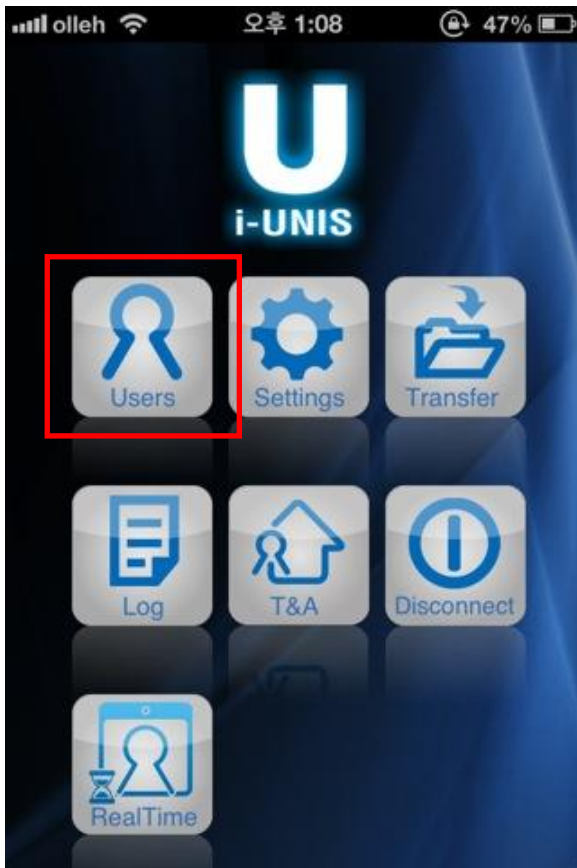 olleh 오후 1:08 47%
U
i-UNIS
Users Settings Transfer
Log T&A Disconnect
RealTime